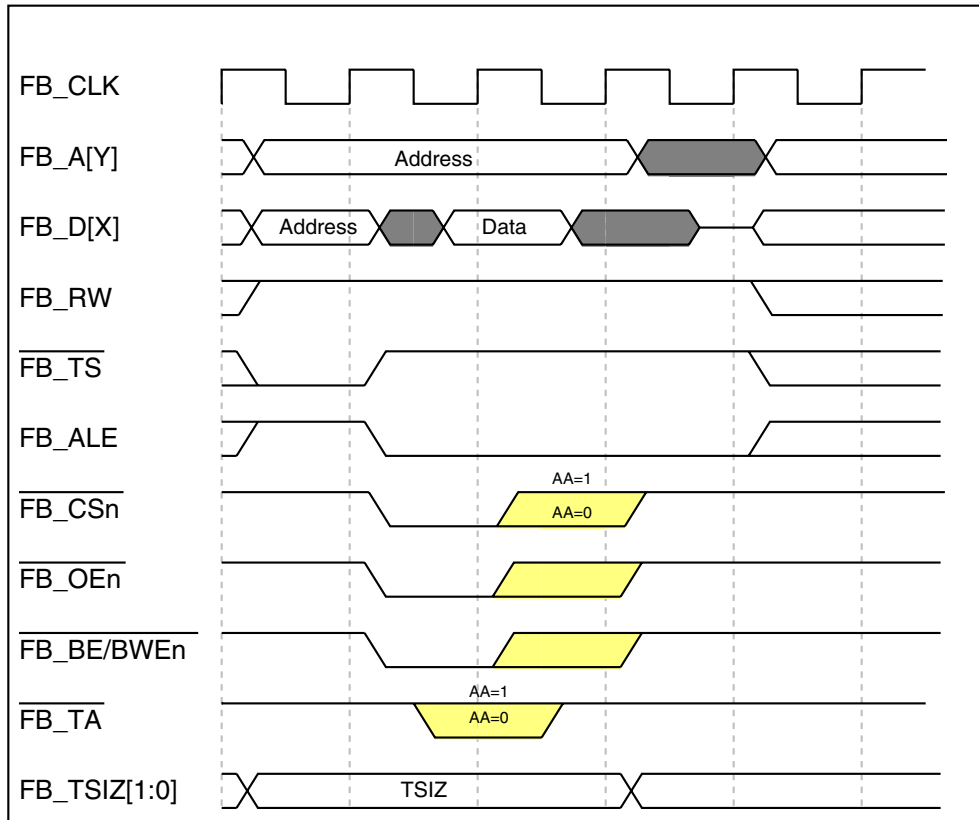 FB_CLK
FB_A[Y] Address
FB_D[X] Address Data
FB_RW
FB_TS
FB_ALE
AA=1
FB_CSn AA=0
FB_OEn
FB_BE/BWEn
AA=1
FB_TA AA=0
FB_TSIZ[1:0] TSIZ